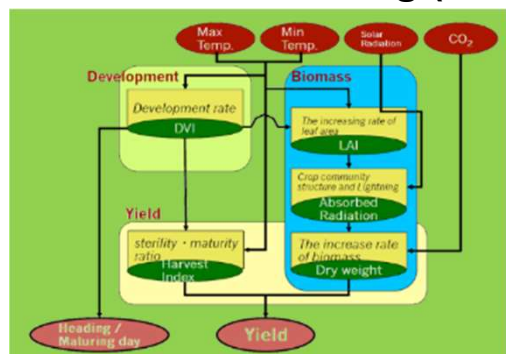 Max
Temp.
Min
Temp.
Solar
Radiation
CO2
Development
Biomass
Development rate
DVI
The increasing rate of
leaf area
LAI
Crop community
structure and Lightning
Absorbed
Radiation
Yield
sterility・maturity
ratio
Harvest
Index
The increase rate
of biomass
Dry weight
Heading /
Maturing day
Yield